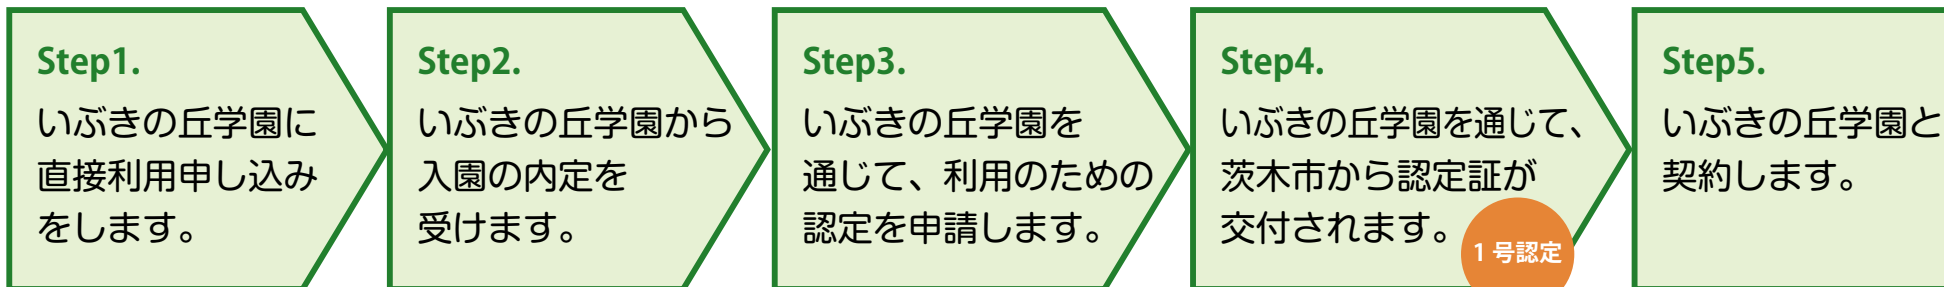 Step1.
いぶきの丘学園に
直接利用申し込み
をします。
Step2.
いぶきの丘学園から
入園の内定を
受けます。
Step3.
いぶきの丘学園を
通じて、利用のための
認定を申請します。
Step4.
いぶきの丘学園を通じて、
茨木市から認定証が
交付されます。
1 号認定
Step5.
いぶきの丘学園と
契約します。